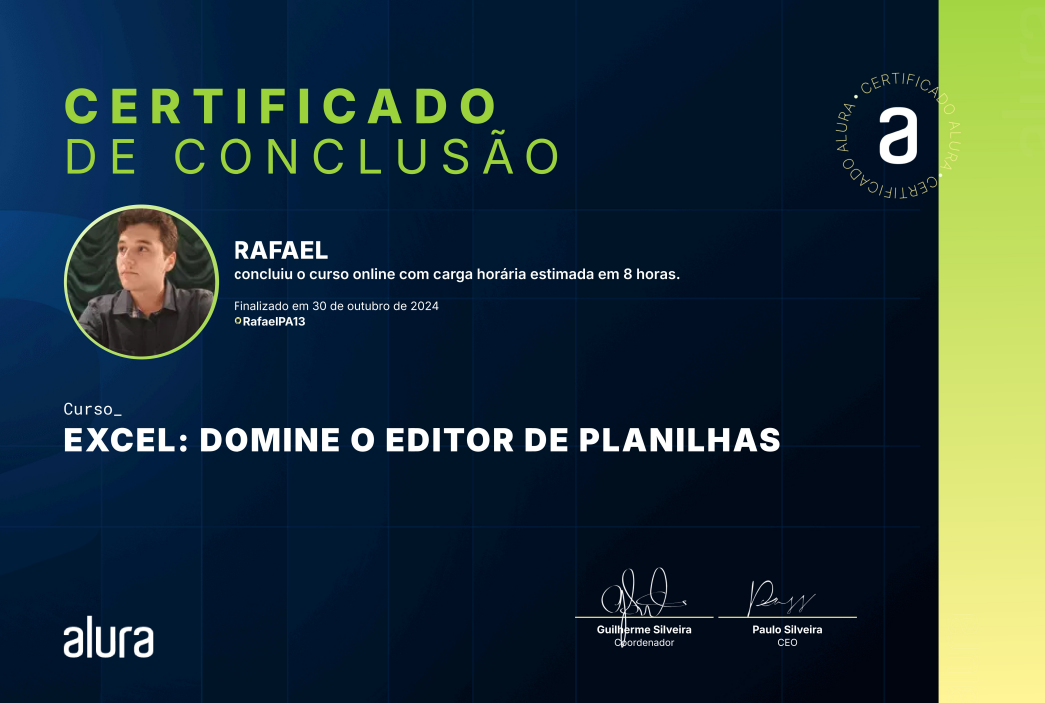 CERTIFICADO
DE CONCLUSÃO
CERTIFICADO ALURA • CERTIFICADO ALURA •
a
RAFAEL
concluiu o curso online com carga horária estimada em 8 horas.
Finalizado em 30 de outubro de 2024
RafaelPA13
Curso_
EXCEL: DOMINE O EDITOR DE PLANILHAS
alura
Guilherme Silveira
Coordenador
Paulo Silveira
CEO